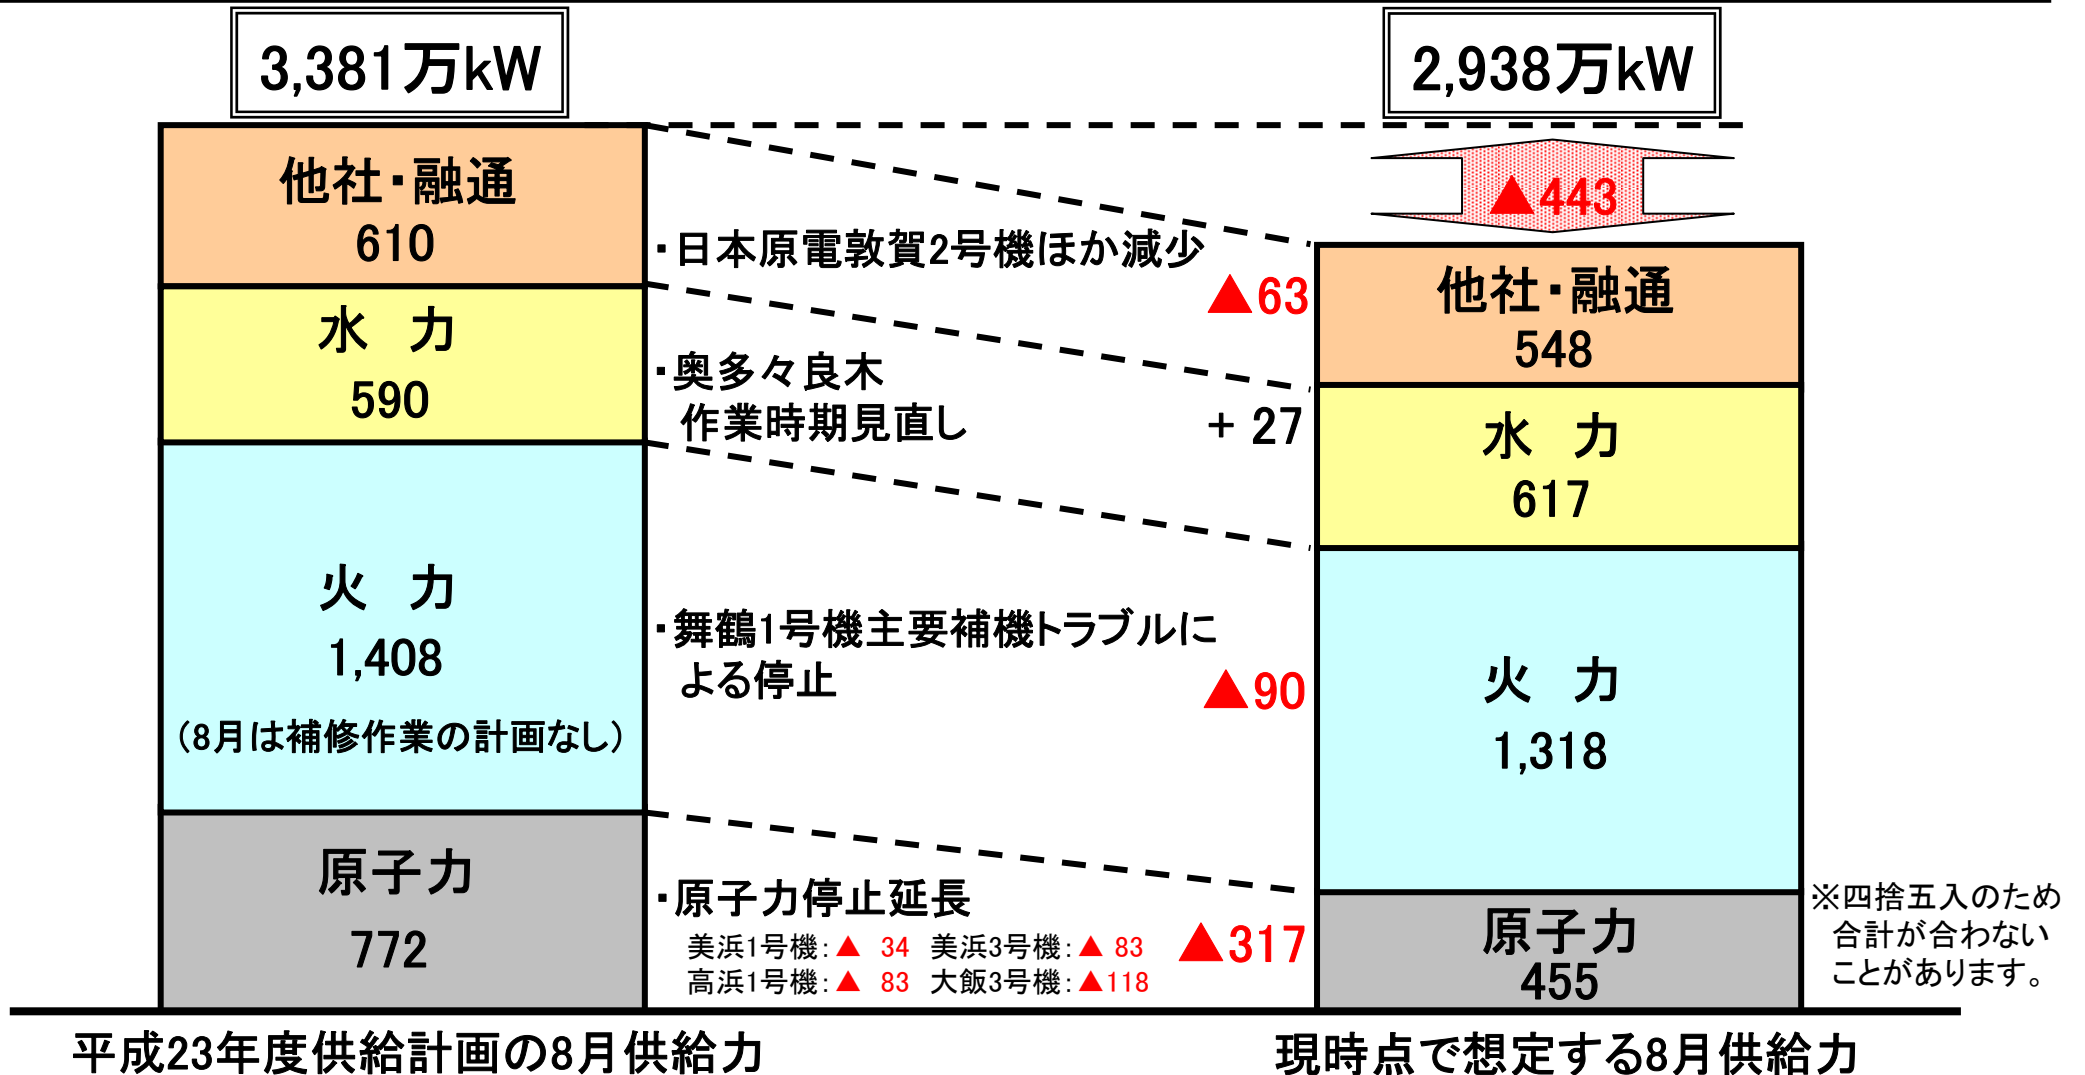 3,381万kW
2,938万kW
他社・融通
610
水 力
590
火 力
1,408
(8月は補修作業の計画なし)
原子力
772
・日本原電敦賀2号機ほか減少
▲63
・奥多々良木
作業時期見直し
+ 27
・舞鶴1号機主要補機トラブルに
よる停止
▲90
・原子力停止延長
美浜1号機:▲ 34 美浜3号機:▲ 83
高浜1号機:▲ 83 大飯3号機:▲118
▲317
▲443
他社・融通
548
水 力
617
火 力
1,318
原子力
455
※四捨五入のため
合計が合わない
ことがあります。
平成23年度供給計画の8月供給力
現時点で想定する8月供給力